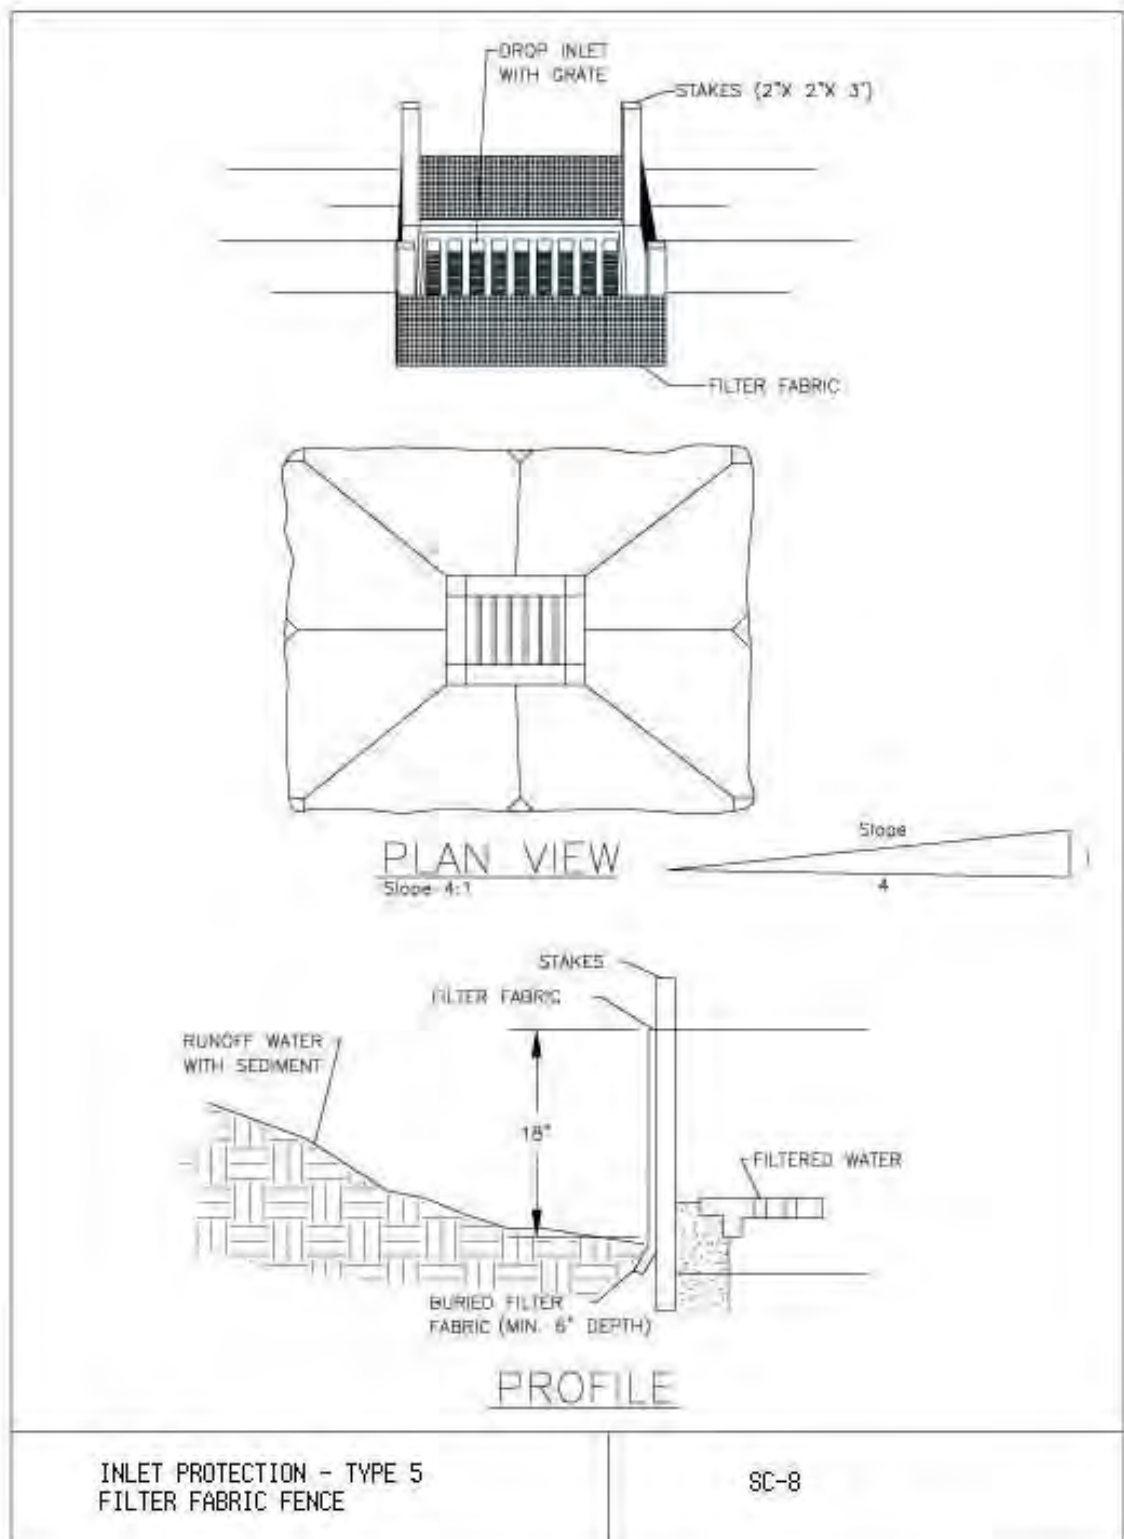 DROP INLET
WITH GRATE
STAKES (2"X 2"X 3")
FILTER FABRIC
PLAN VIEW
Slope 4:1
Slope
4
1
STAKES
FILTER FABRIC
RUNOFF WATER
WITH SEDIMENT
18"
FILTERED WATER
BURIED FILTER
FABRIC (MIN. 6" DEPTH)
PROFILE
INLET PROTECTION - TYPE 5
FILTER FABRIC FENCE
SC-8